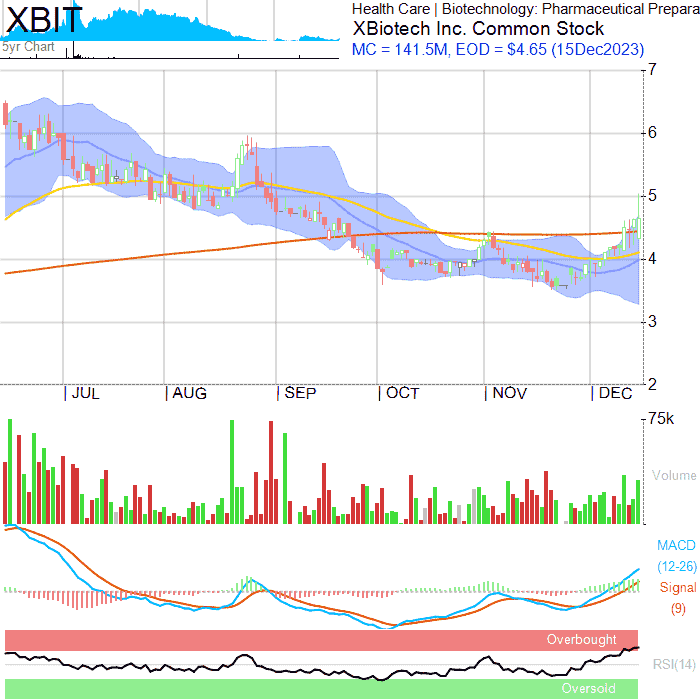 XBIT
5yr Chart
Health Care | Biotechnology: Pharmaceutical Prepara
XBiotech Inc. Common Stock
MC = 141.5M, EOD = $4.65 (15Dec2023)
7
6
5
4
3
2
JUL AUG SEP OCT NOV DEC
75k
Volume
MACD
(12-26)
Signal
(9)
Overbought
RSI(14)
Oversold